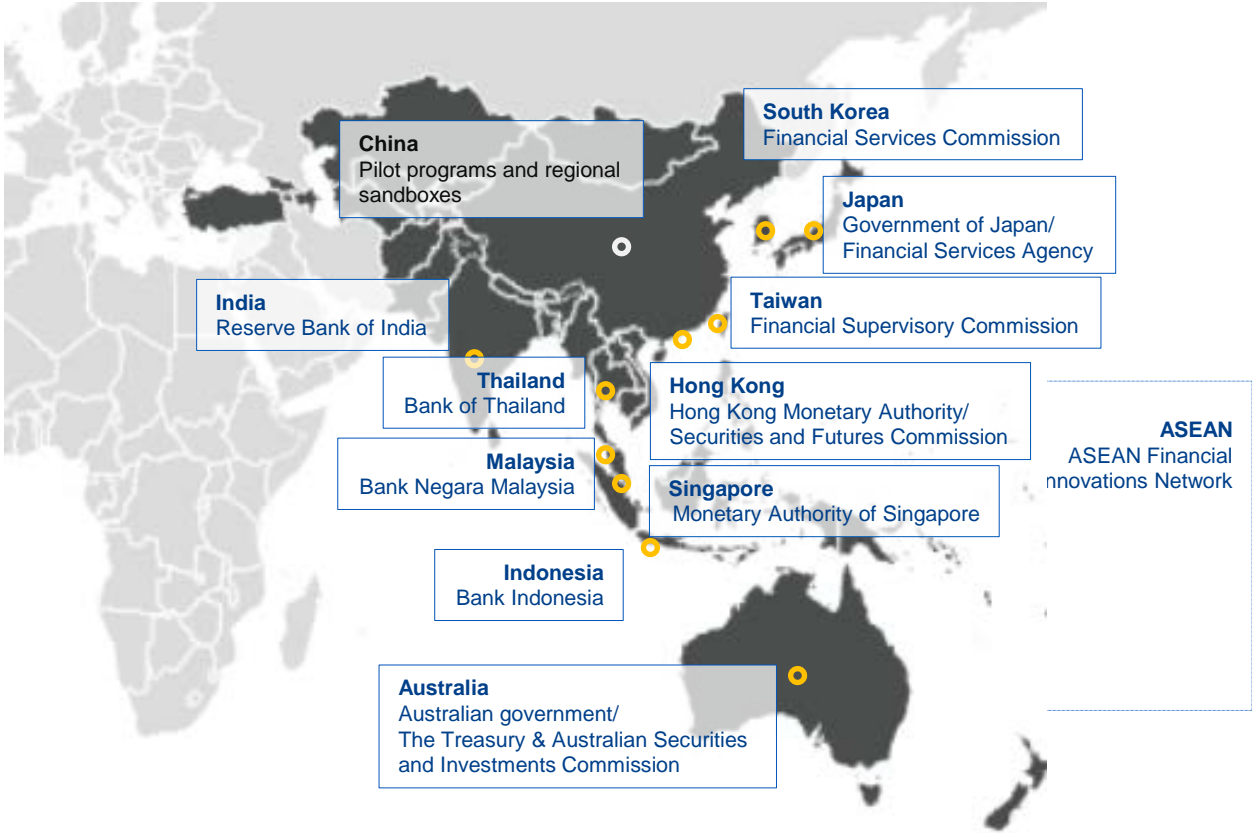 South Korea
Financial Services Commission
China
Pilot programs and regional
sandboxes
Japan
Government of Japan/
Financial Services Agency
India
Reserve Bank of India
Taiwan
Financial Supervisory Commission
Thailand
Bank of Thailand
Hong Kong
Hong Kong Monetary Authority/
Securities and Futures Commission
ASEAN
ASEAN Financial
nnovations Network
Malaysia
Bank Negara Malaysia
Singapore
Monetary Authority of Singapore
Indonesia
Bank Indonesia
Australia
Australian government/
The Treasury & Australian Securities
and Investments Commission